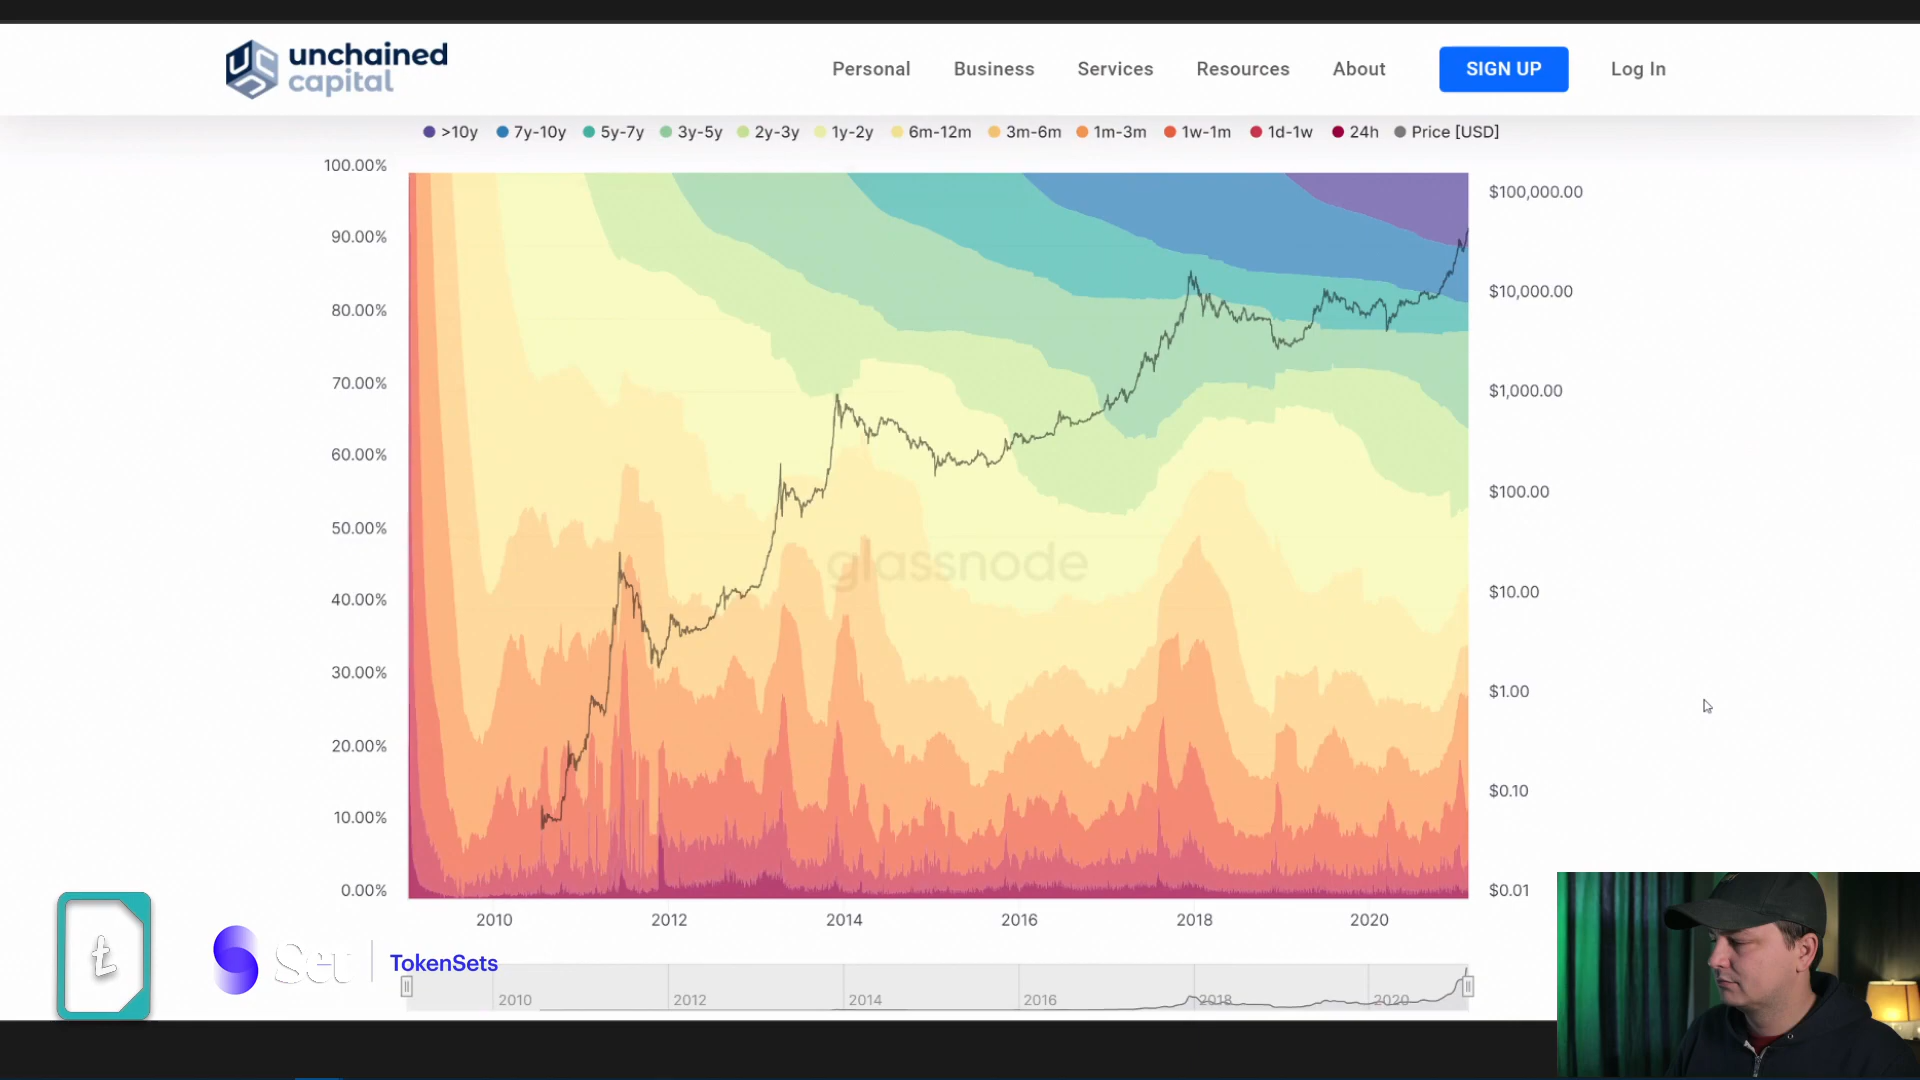 unchained
capital
Personal Business Services Resources About SIGN UP Log In
>10y 7y-10y 5y-7y 3y-5y 2y-3y 1y-2y 6m-12m 3m-6m 1m-3m 1w-1m 1d-1w 24h Price [USD]
100.00%
90.00%
80.00%
70.00%
60.00%
50.00%
40.00%
30.00%
20.00%
10.00%
0.00%
$100,000.00
$10,000.00
$1,000.00
$100.00
$10.00
$1.00
$0.10
$0.01
glassnode
2010 2012 2014 2016 2018 2020
Set TokenSets
2010 2012 2014 2016 2018 2020